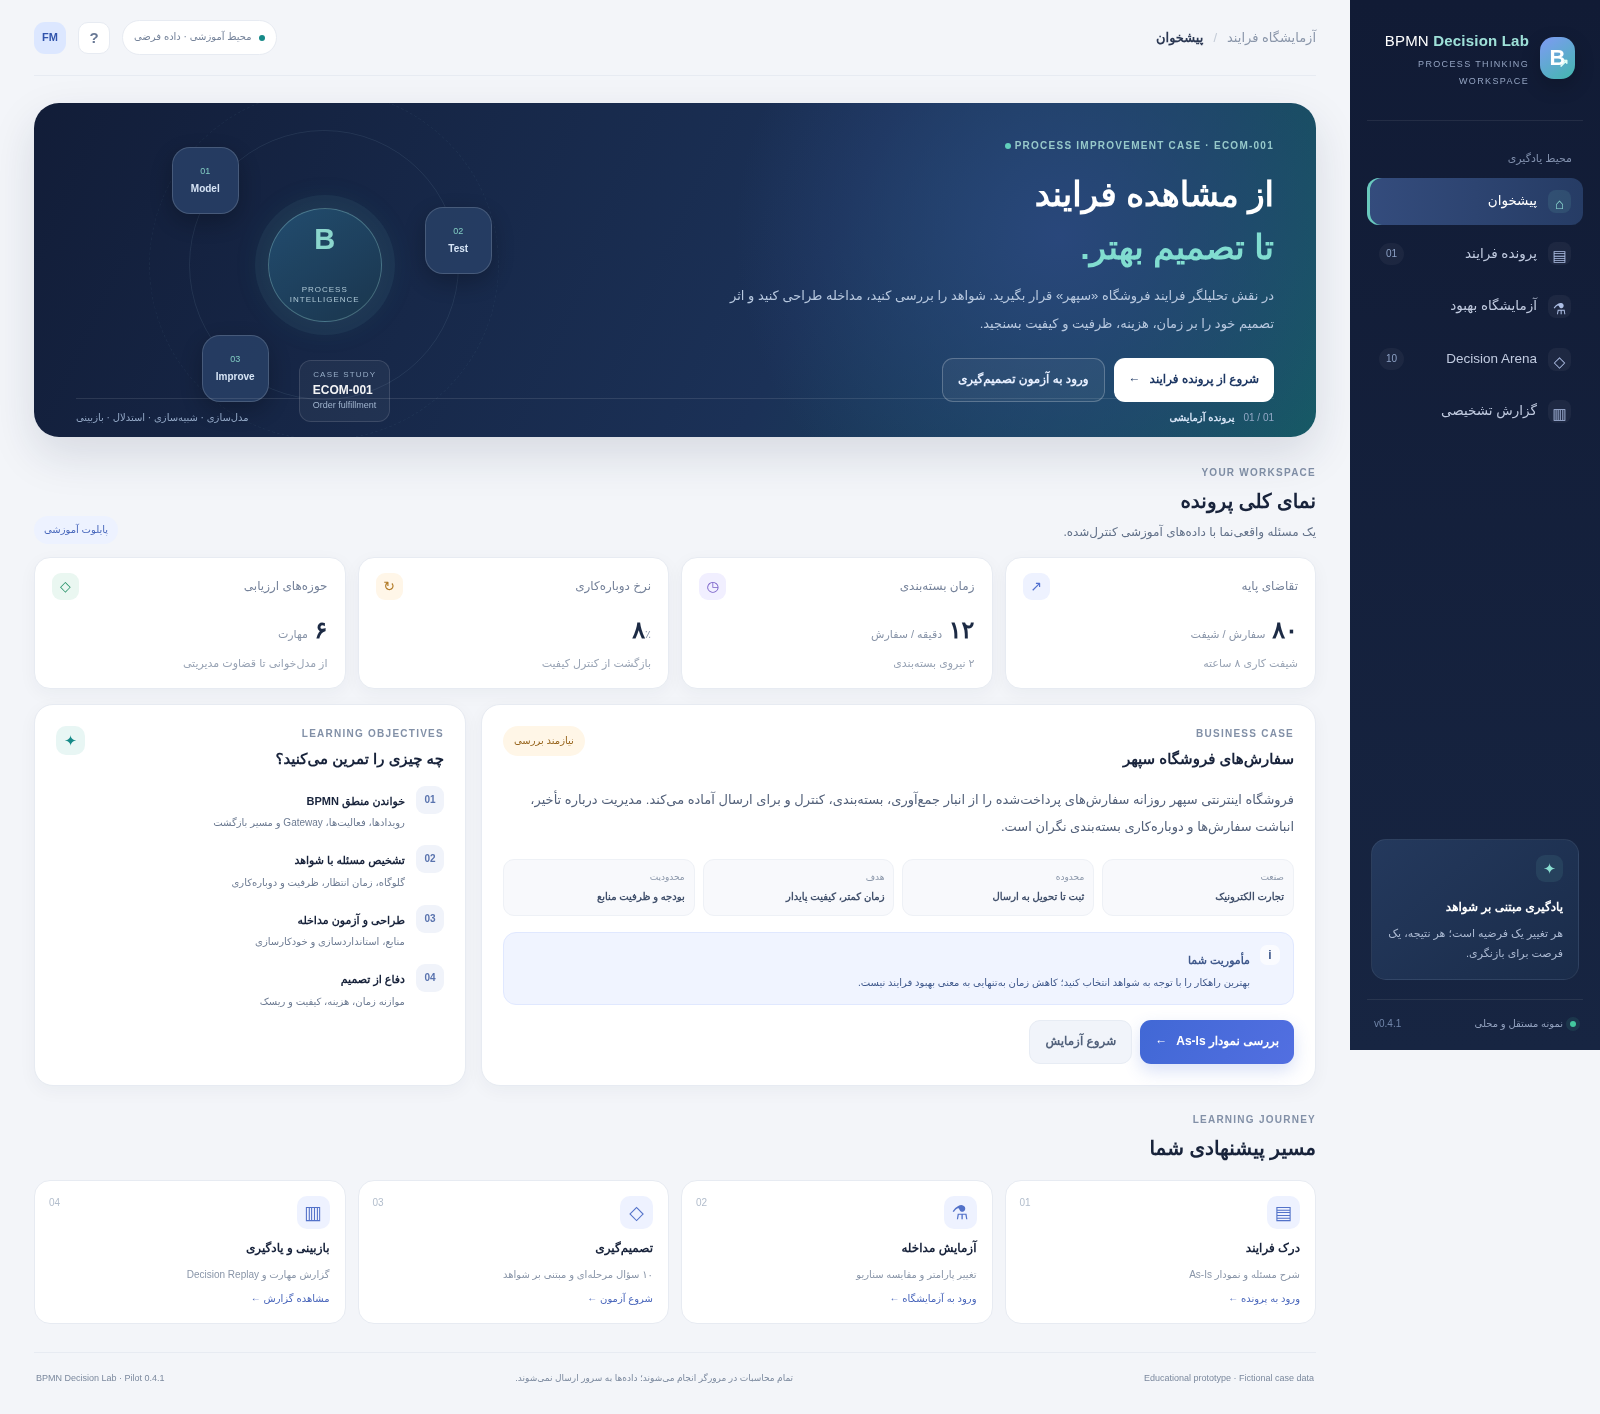 BPMN Decision Lab
PROCESS THINKING
WORKSPACE
محیط یادگیری
پیشخوان
پرونده فرایند 01
آزمایشگاه بهبود
Decision Arena 10
گزارش تشخیصی
یادگیری مبتنی بر شواهد
هر تغییر یک فرضیه است؛ هر نتیجه، یک
فرصت برای بازنگری.
نمونه مستقل و محلی v0.4.1
آزمایشگاه فرایند / پیشخوان
محیط آموزشی · داده فرضی
?
FM
PROCESS IMPROVEMENT CASE · ECOM-001
از مشاهده فرایند
تا تصمیم بهتر.
در نقش تحلیلگر فرایند فروشگاه «سپهر» قرار بگیرید. شواهد را بررسی کنید، مداخله طراحی کنید و اثر
تصمیم خود را بر زمان، هزینه، ظرفیت و کیفیت بسنجید.
شروع از پرونده فرایند ←
ورود به آزمون تصمیم‌گیری
01
Model
02
Test
B
PROCESS
INTELLIGENCE
03
Improve
CASE STUDY
ECOM-001
Order fulfillment
01 / 01 پرونده آزمایشی
مدل‌سازی · شبیه‌سازی · استدلال · بازبینی
YOUR WORKSPACE
نمای کلی پرونده
یک مسئله واقعی‌نما با داده‌های آموزشی کنترل‌شده.
پایلوت آموزشی
تقاضای پایه
۸۰ سفارش / شیفت
شیفت کاری ۸ ساعته
زمان بسته‌بندی
۱۲ دقیقه / سفارش
۲ نیروی بسته‌بندی
نرخ دوباره‌کاری
۸٪
بازگشت از کنترل کیفیت
حوزه‌های ارزیابی
۶ مهارت
از مدل‌خوانی تا قضاوت مدیریتی
BUSINESS CASE
سفارش‌های فروشگاه سپهر
نیازمند بررسی
فروشگاه اینترنتی سپهر روزانه سفارش‌های پرداخت‌شده را از انبار جمع‌آوری، بسته‌بندی، کنترل و برای ارسال آماده می‌کند. مدیریت درباره تأخیر،
انباشت سفارش‌ها و دوباره‌کاری بسته‌بندی نگران است.
صنعت
تجارت الکترونیک
محدوده
ثبت تا تحویل به ارسال
هدف
زمان کمتر، کیفیت پایدار
محدودیت
بودجه و ظرفیت منابع
i
مأموریت شما
بهترین راهکار را با توجه به شواهد انتخاب کنید؛ کاهش زمان به‌تنهایی به معنی بهبود فرایند نیست.
بررسی نمودار As-Is ←
شروع آزمایش
LEARNING OBJECTIVES
چه چیزی را تمرین می‌کنید؟
01
خواندن منطق BPMN
رویدادها، فعالیت‌ها، Gateway و مسیر بازگشت
02
تشخیص مسئله با شواهد
گلوگاه، زمان انتظار، ظرفیت و دوباره‌کاری
03
طراحی و آزمون مداخله
منابع، استانداردسازی و خودکارسازی
04
دفاع از تصمیم
موازنه زمان، هزینه، کیفیت و ریسک
LEARNING JOURNEY
مسیر پیشنهادی شما
01
درک فرایند
شرح مسئله و نمودار As-Is
ورود به پرونده ←
02
آزمایش مداخله
تغییر پارامتر و مقایسه سناریو
ورود به آزمایشگاه ←
03
تصمیم‌گیری
۱۰ سؤال مرحله‌ای و مبتنی بر شواهد
شروع آزمون ←
04
بازبینی و یادگیری
گزارش مهارت و Decision Replay
مشاهده گزارش ←
Educational prototype · Fictional case data
تمام محاسبات در مرورگر انجام می‌شوند؛ داده‌ها به سرور ارسال نمی‌شوند.
BPMN Decision Lab · Pilot 0.4.1